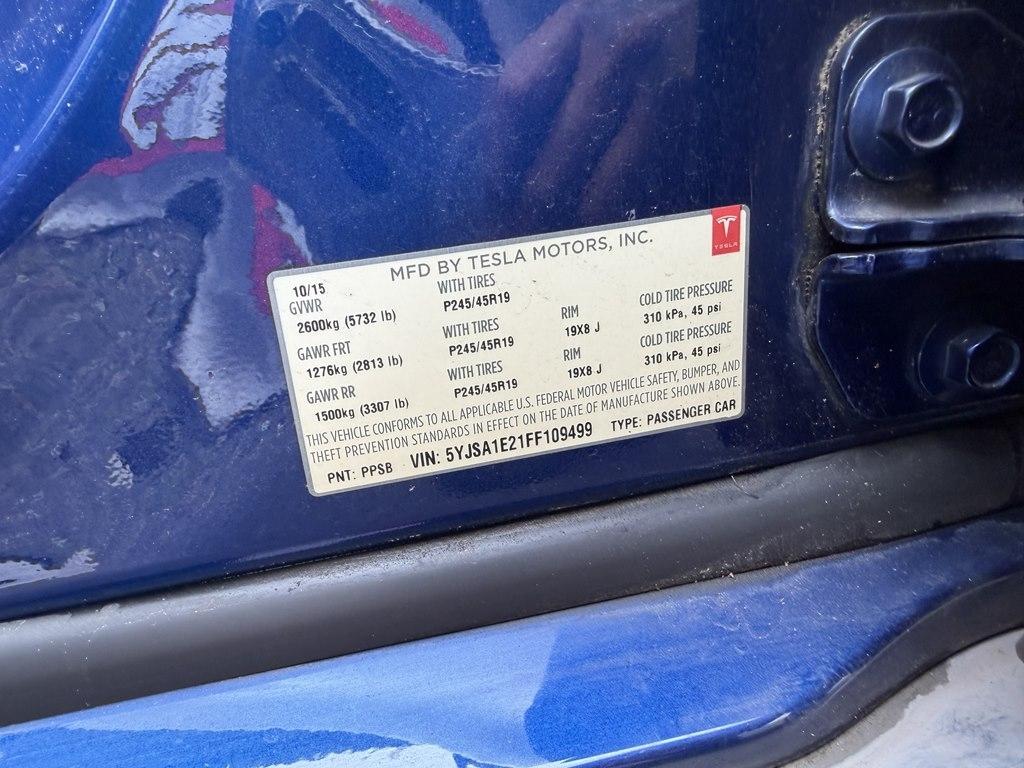 MFD BY TESLA MOTORS, INC.
TESLA
10/15
GVWR WITH TIRES
2600kg (5732 lb) P245/45R19
GAWR FRT WITH TIRES RIM COLD TIRE PRESSURE
1276kg (2813 lb) P245/45R19 19X8 J 310 kPa, 45 psi
GAWR RR WITH TIRES RIM COLD TIRE PRESSURE
1500kg (3307 lb) P245/45R19 19X8 J 310 kPa, 45 psi
THIS VEHICLE CONFORMS TO ALL APPLICABLE U.S. FEDERAL MOTOR VEHICLE SAFETY, BUMPER, AND
THEFT PREVENTION STANDARDS IN EFFECT ON THE DATE OF MANUFACTURE SHOWN ABOVE.
PNT: PPSB VIN: 5YJSA1E21FF109499 TYPE: PASSENGER CAR